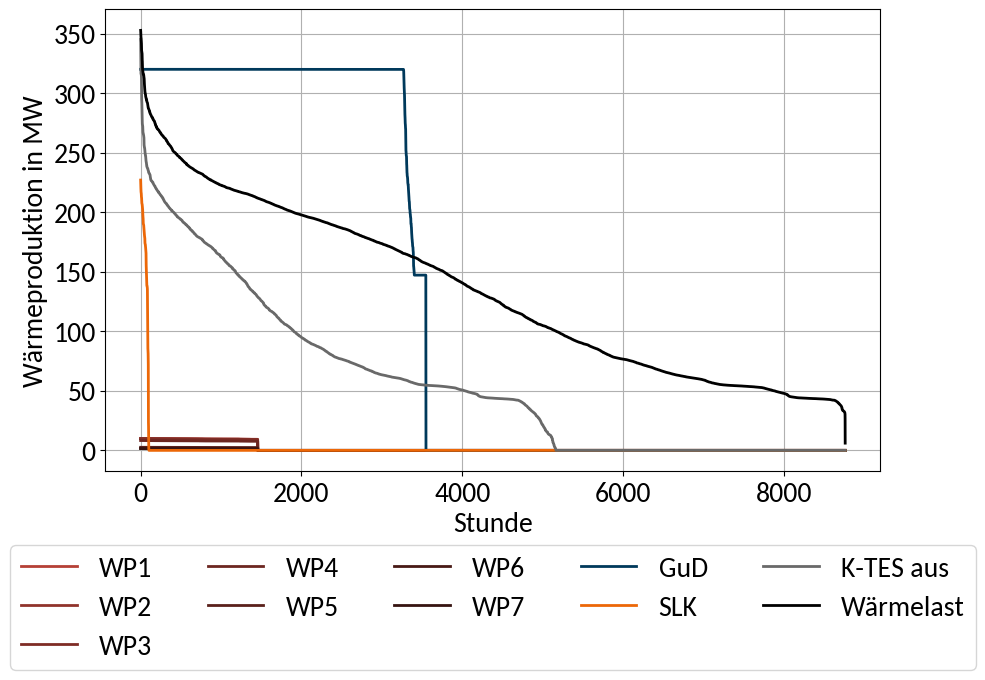 Wärmeproduktion in MW
350
300
250
200
150
100
50
0
0 2000 4000 6000 8000
Stunde
WP1 WP4 WP6 GuD K-TES aus
WP2 WP5 WP7 SLK Wärmelast
WP3